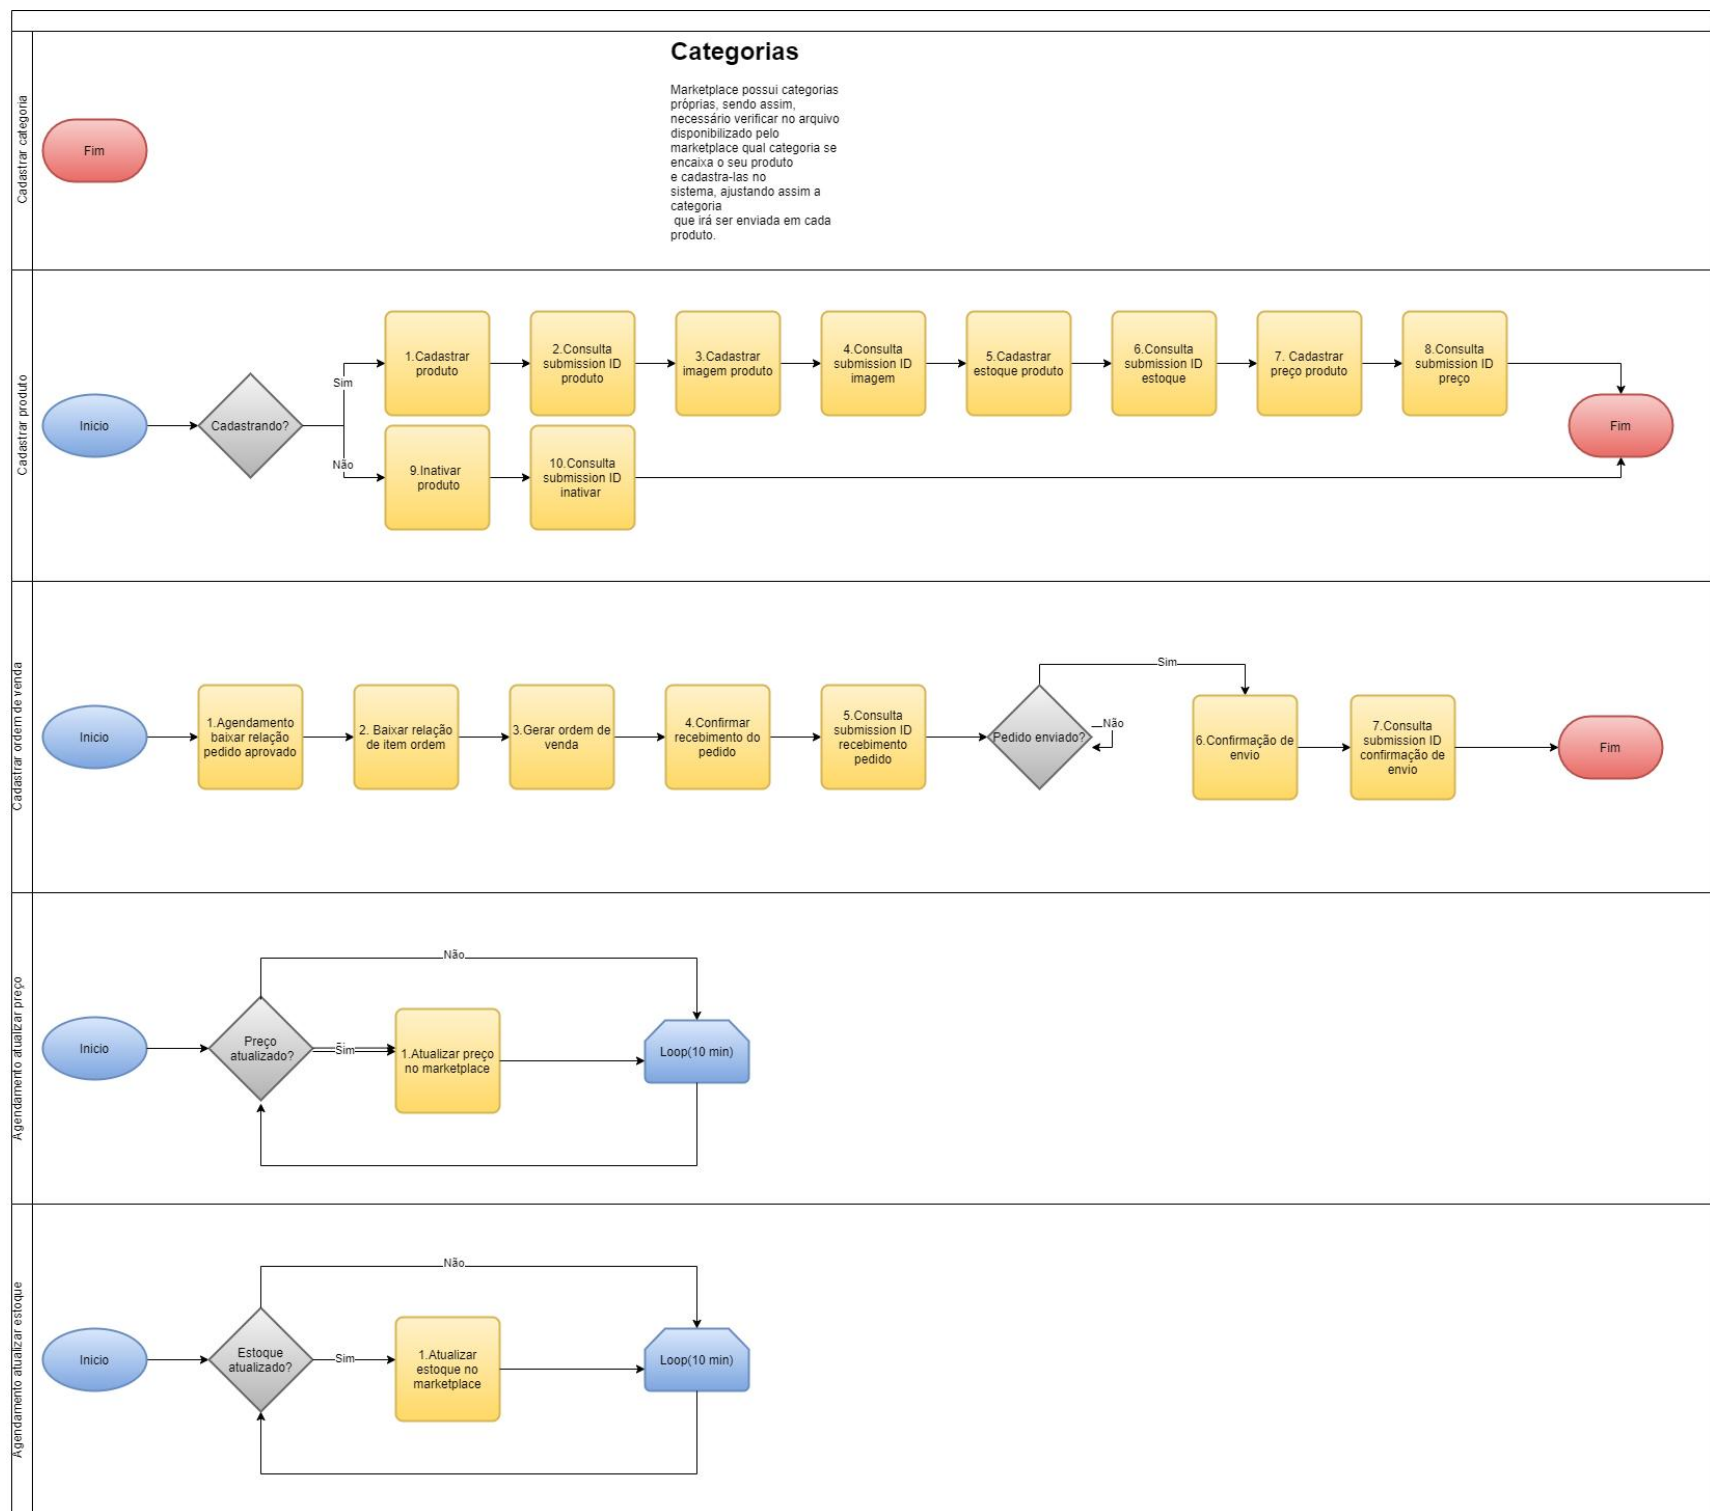 Cadastrar categoria
Categorias
Marketplace possui categorias
próprias, sendo assim,
necessário verificar no arquivo
disponibilizado pelo
marketplace qual categoria se
encaixa o seu produto
e cadastra-las no
sistema, ajustando assim a
categoria
que irá ser enviada em cada
produto.
Fim
Cadastrar produto
Inicio
Cadastrando?
Sim
Não
1.Cadastrar
produto
2.Consulta
submission ID
produto
3.Cadastrar
imagem produto
4.Consulta
submission ID
imagem
5.Cadastrar
estoque produto
6.Consulta
submission ID
estoque
7. Cadastrar
preço produto
8.Consulta
submission ID
preço
9.Inativar
produto
10.Consulta
submission ID
inativar
Fim
Cadastrar ordem de venda
Inicio
1.Agendamento
baixar relação
pedido aprovado
2. Baixar relação
de item ordem
3.Gerar ordem de
venda
4.Confirmar
recebimento do
pedido
5.Consulta
submission ID
recebimento
pedido
Pedido enviado?
Sim
Não
6.Confirmação de
envio
7.Consulta
submission ID
confirmação de
envio
Fim
Agendamento atualizar preço
Inicio
Preço
atualizado?
Não
Sim
1.Atualizar preço
no marketplace
Loop(10 min)
Agendamento atualizar estoque
Inicio
Estoque
atualizado?
Não
Sim
1.Atualizar
estoque no
marketplace
Loop(10 min)